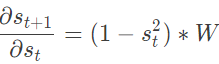 ∂s_{t+1}/∂s_t = (1 − s_t^2) * W